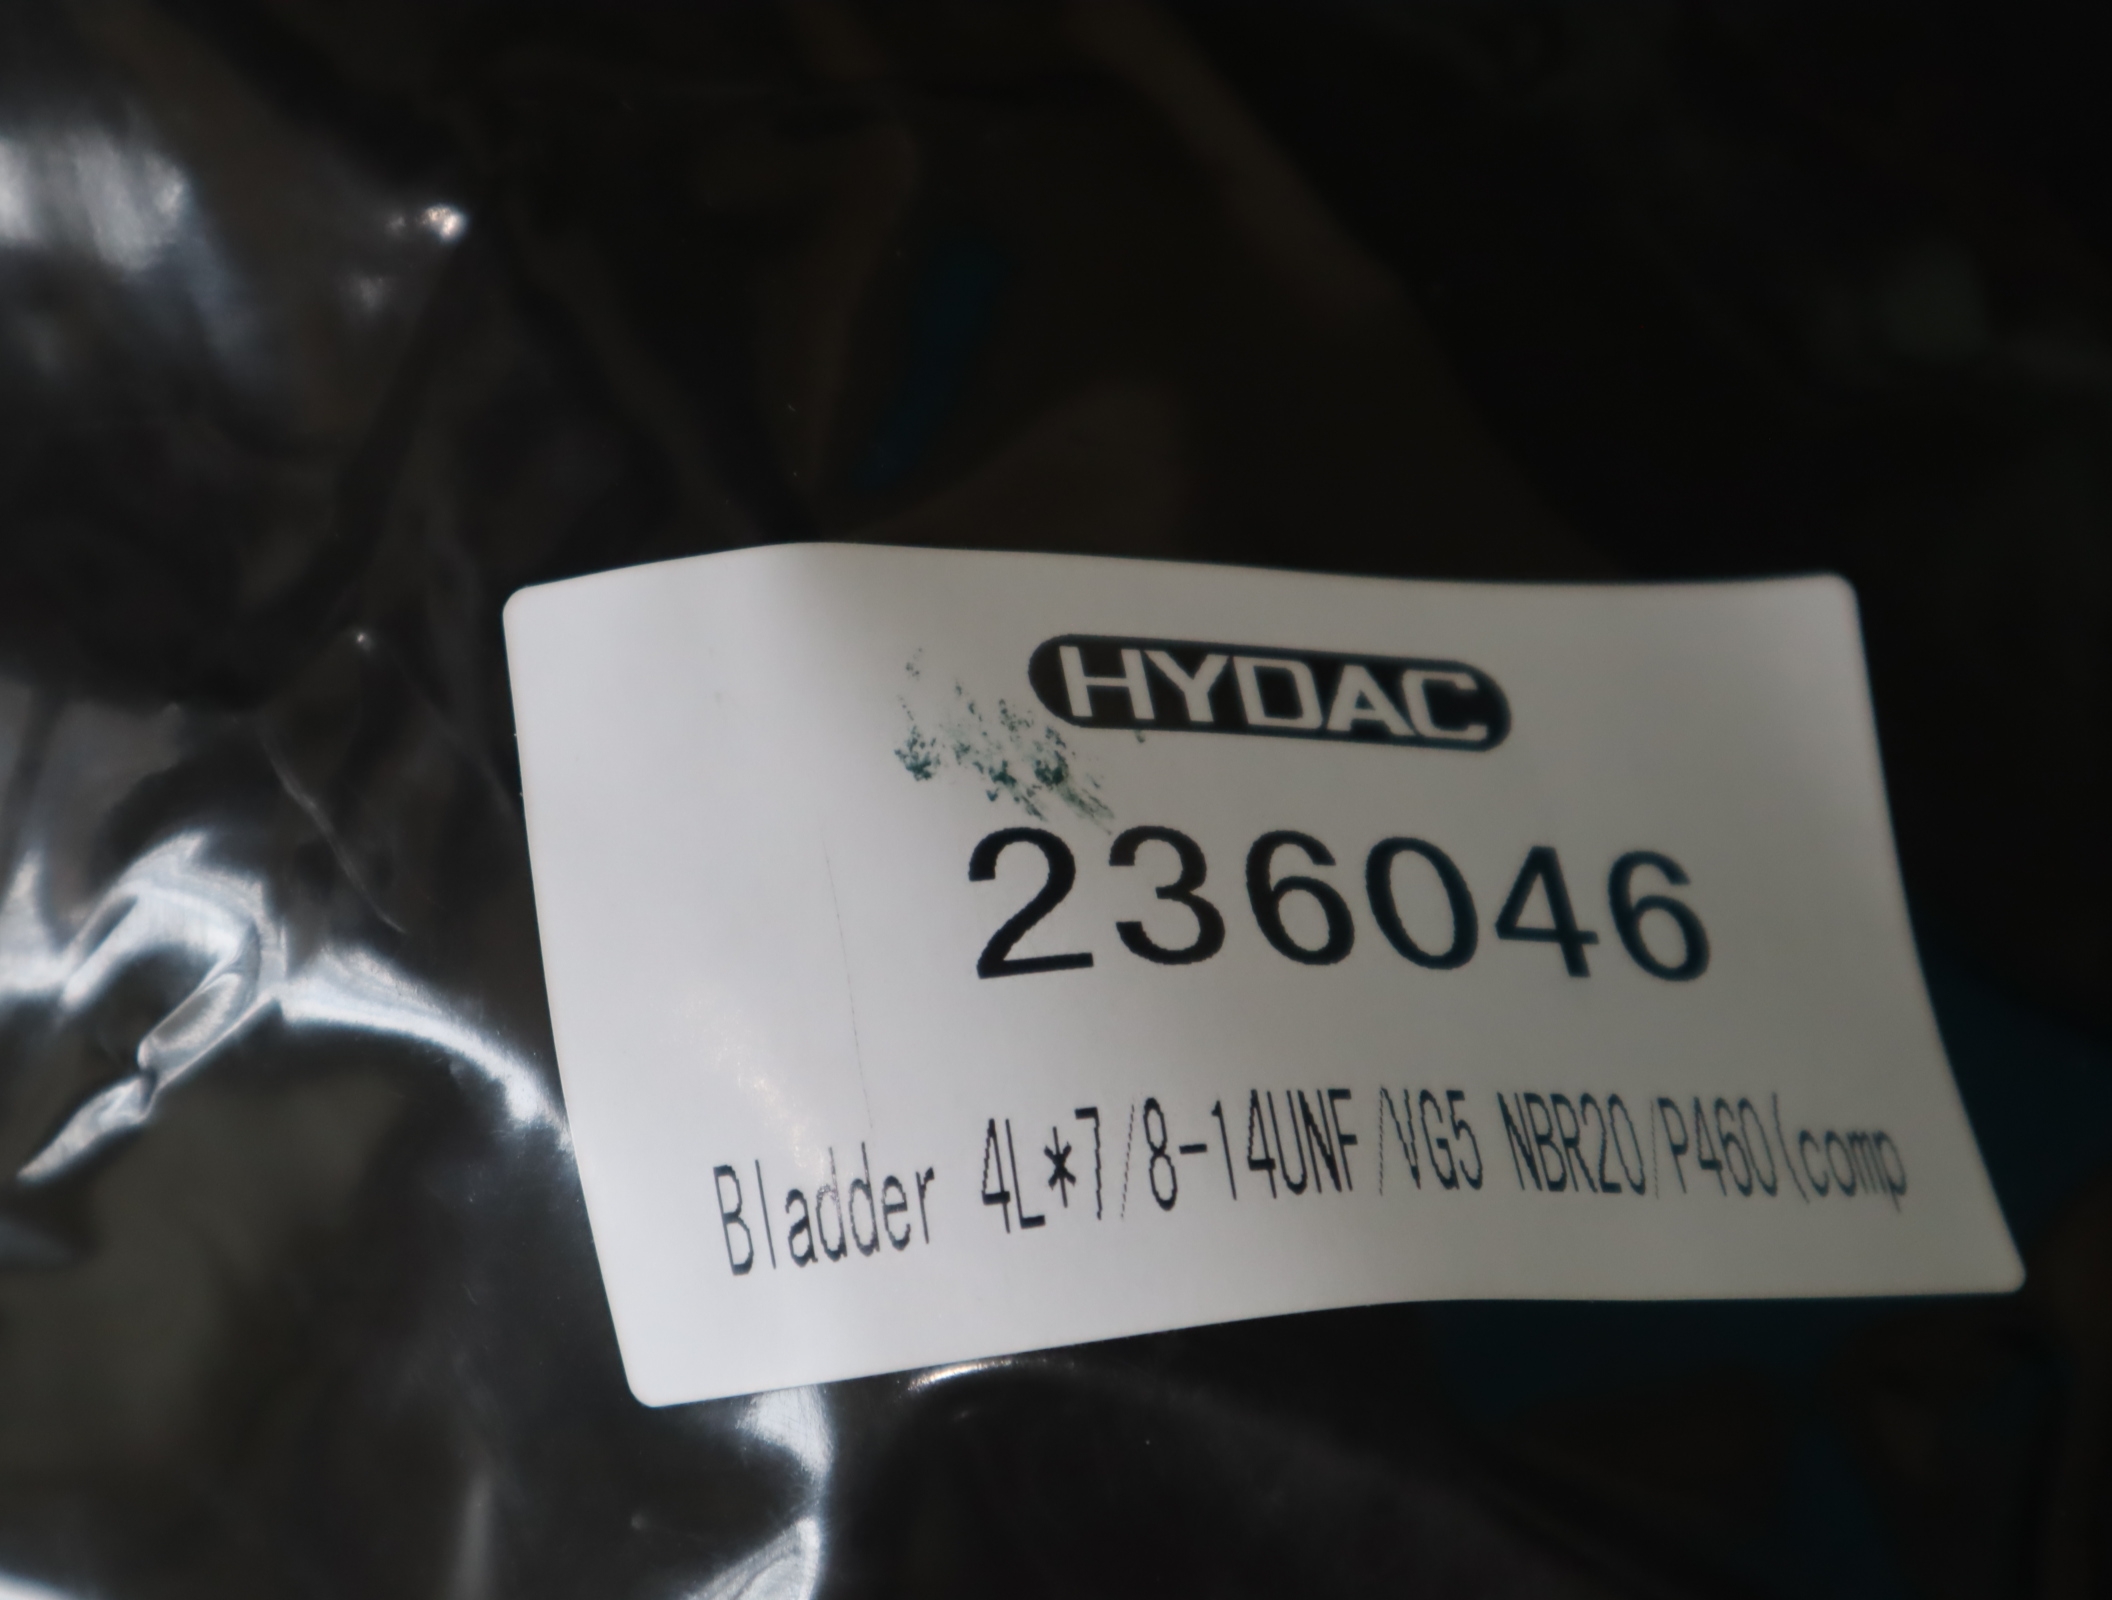 HYDAC
236046
Bladder 4L*7/8-14UNF/VG5 NBR20/P460(comp